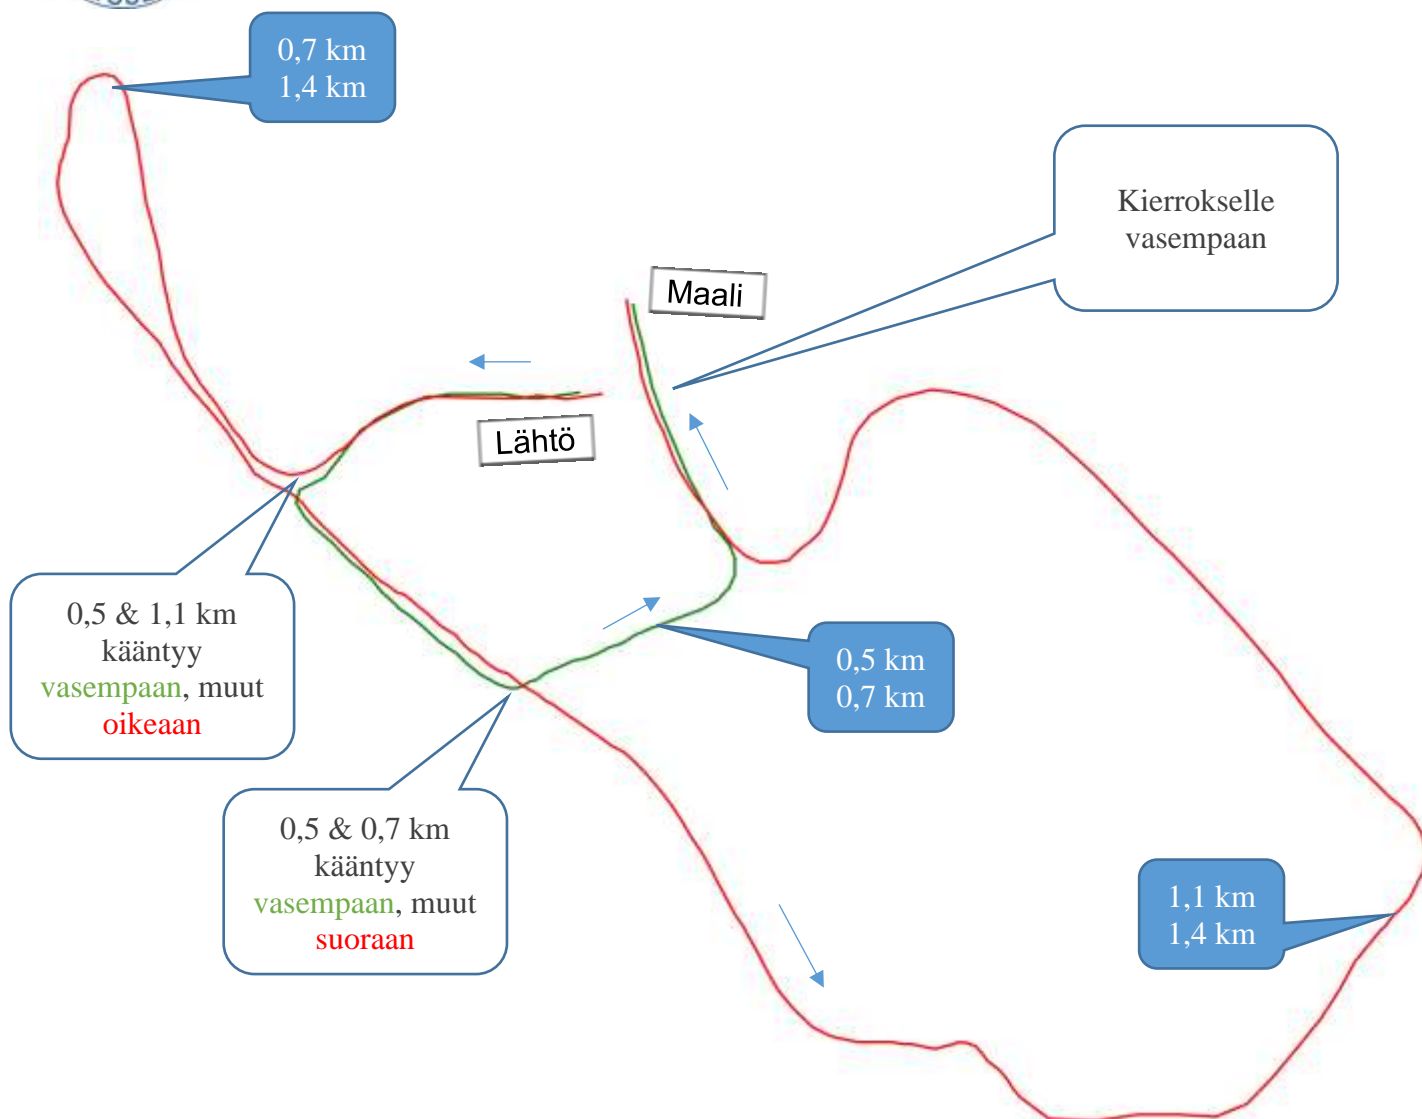 0,7 km
1,4 km
Kierrokselle
vasempaan
Maali
Lähtö
0,5 & 1,1 km
kääntyy
vasempaan, muut
oikeaan
0,5 km
0,7 km
0,5 & 0,7 km
kääntyy
vasempaan, muut
suoraan
1,1 km
1,4 km